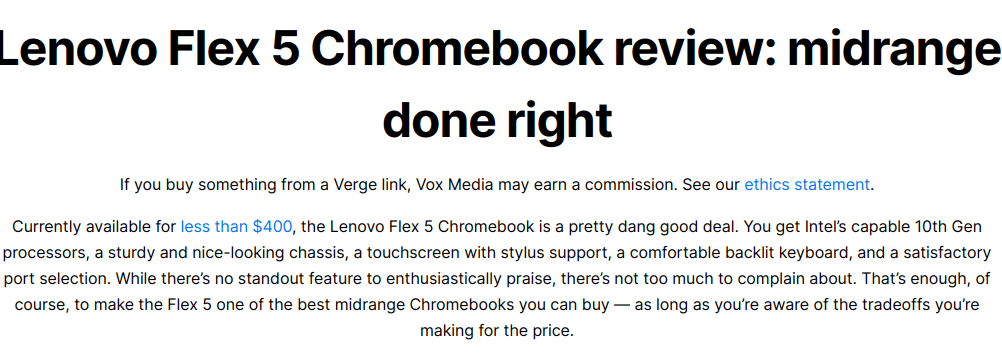 Lenovo Flex 5 Chromebook review: midrange
done right
If you buy something from a Verge link, Vox Media may earn a commission. See our ethics statement.
Currently available for less than $400, the Lenovo Flex 5 Chromebook is a pretty dang good deal. You get Intel’s capable 10th Gen
processors, a sturdy and nice-looking chassis, a touchscreen with stylus support, a comfortable backlit keyboard, and a satisfactory
port selection. While there’s no standout feature to enthusiastically praise, there’s not too much to complain about. That’s enough, of
course, to make the Flex 5 one of the best midrange Chromebooks you can buy — as long as you’re aware of the tradeoffs you’re
making for the price.